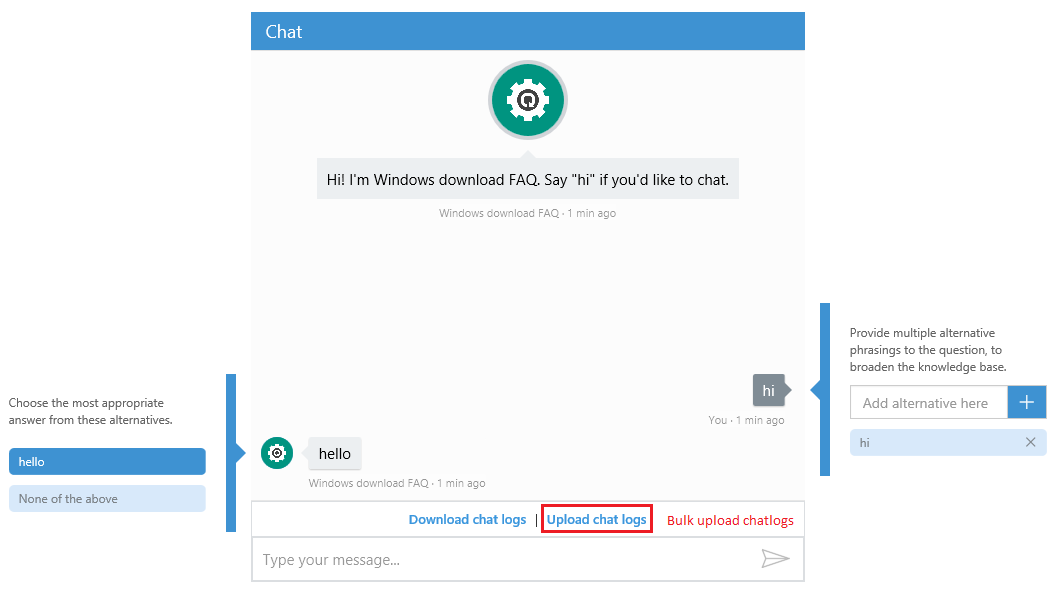 Chat
Hi! I'm Windows download FAQ. Say "hi" if you'd like to chat.
Windows download FAQ · 1 min ago
Provide multiple alternative
phrasings to the question, to
broaden the knowledge base.
Add alternative here
hi
hi
You · 1 min ago
Choose the most appropriate
answer from these alternatives.
hello
None of the above
hello
Windows download FAQ · 1 min ago
Download chat logs | Upload chat logs Bulk upload chatlogs
Type your message...